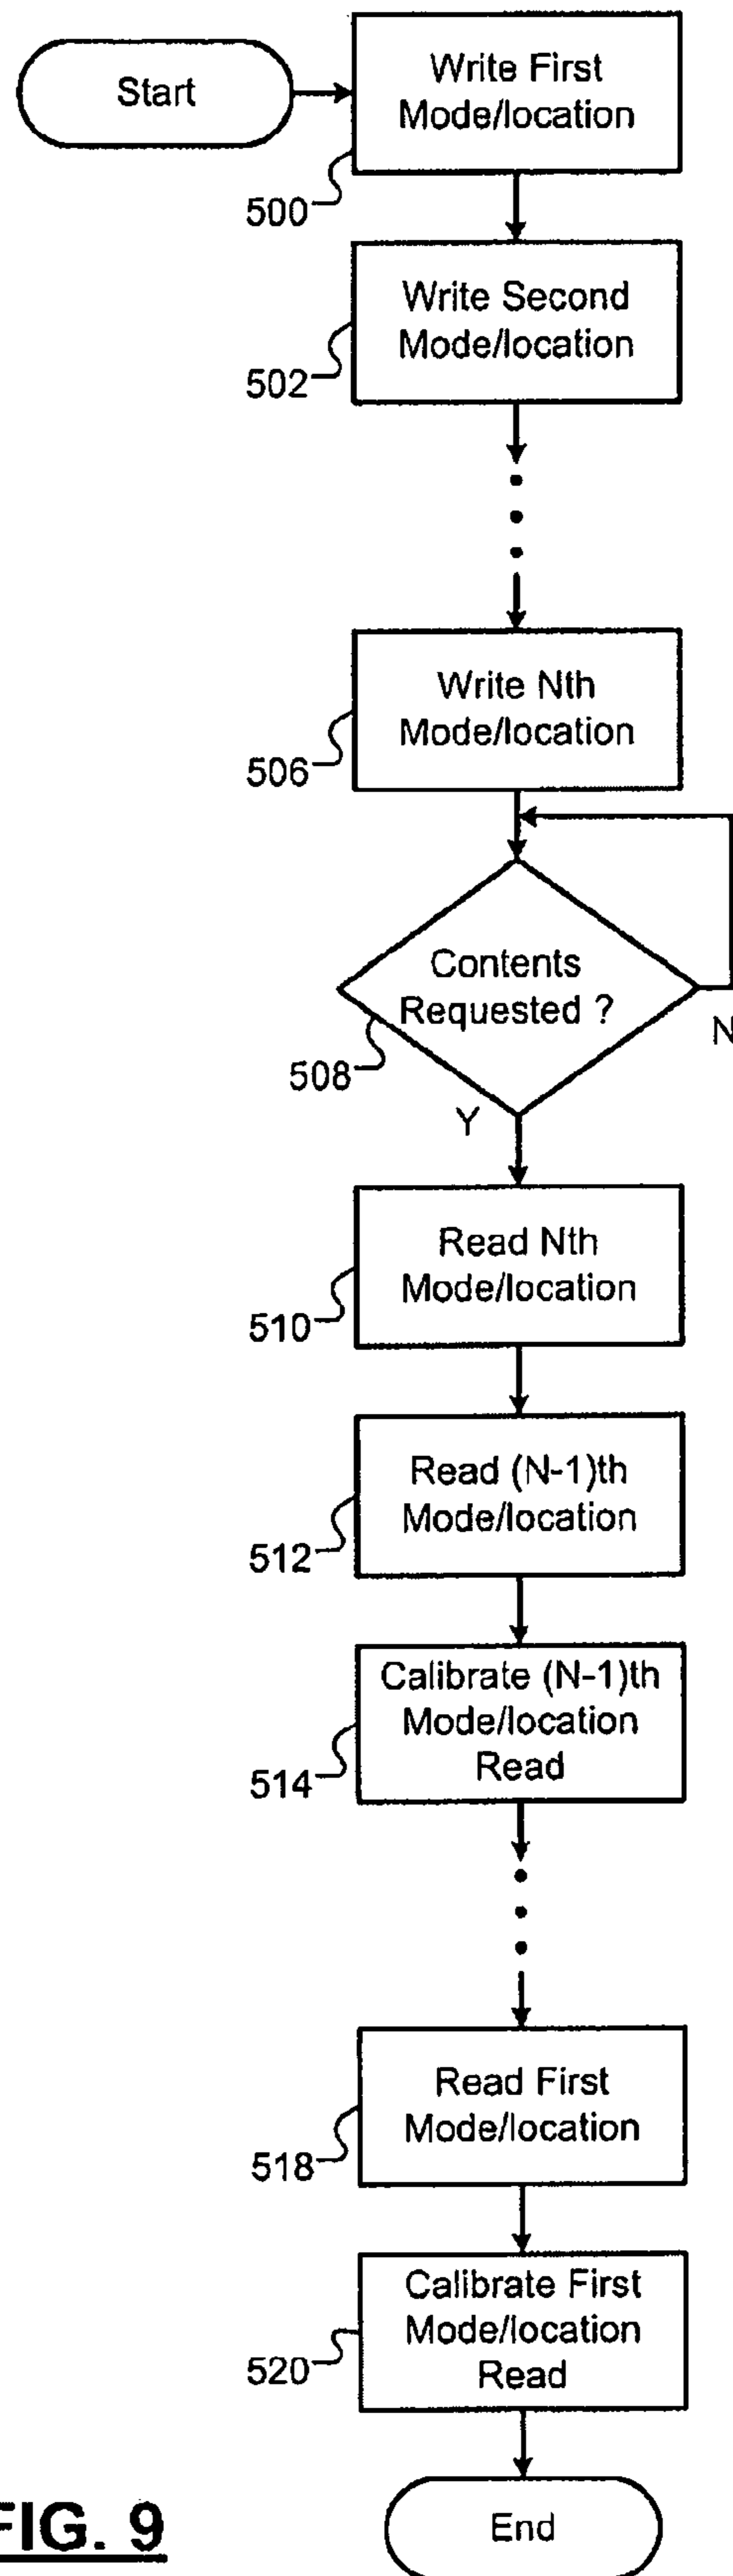 Start
Write First
Mode/location
500
Write Second
Mode/location
502
Write Nth
Mode/location
506
Contents
Requested ?
N
508
Y
Read Nth
Mode/location
510
Read (N-1)th
Mode/location
512
Calibrate (N-1)th
Mode/location
Read
514
Read First
Mode/location
518
Calibrate First
Mode/location
Read
520
End
FIG. 9